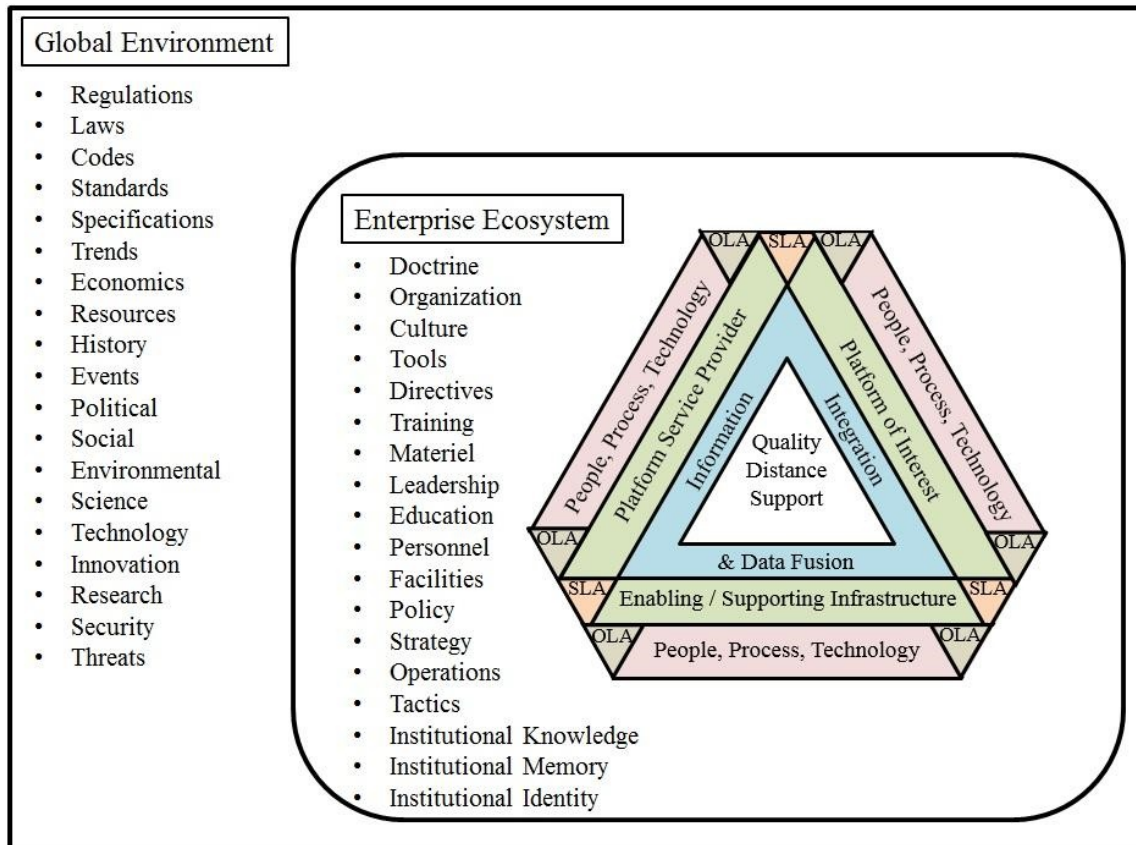 Global Environment
• Regulations
• Laws
• Codes
• Standards
• Specifications
• Trends
• Economics
• Resources
• History
• Events
• Political
• Social
• Environmental
• Science
• Technology
• Innovation
• Research
• Security
• Threats
Enterprise Ecosystem
• Doctrine
• Organization
• Culture
• Tools
• Directives
• Training
• Materiel
• Leadership
• Education
• Personnel
• Facilities
• Policy
• Strategy
• Operations
• Tactics
• Institutional Knowledge
• Institutional Memory
• Institutional Identity
OLA
SLA
OLA
People, Process, Technology
Platform Service Provider
Information
Integration
Platform of Interest
People, Process, Technology
Quality
Distance
Support
OLA
OLA
& Data Fusion
SLA
Enabling / Supporting Infrastructure
SLA
OLA
People, Process, Technology
OLA